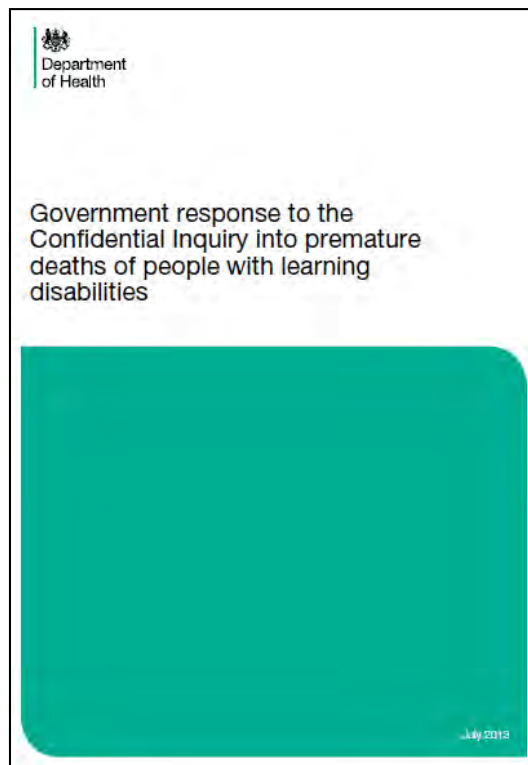 Department
of Health
Government response to the
Confidential Inquiry into premature
deaths of people with learning
disabilities
July 2013